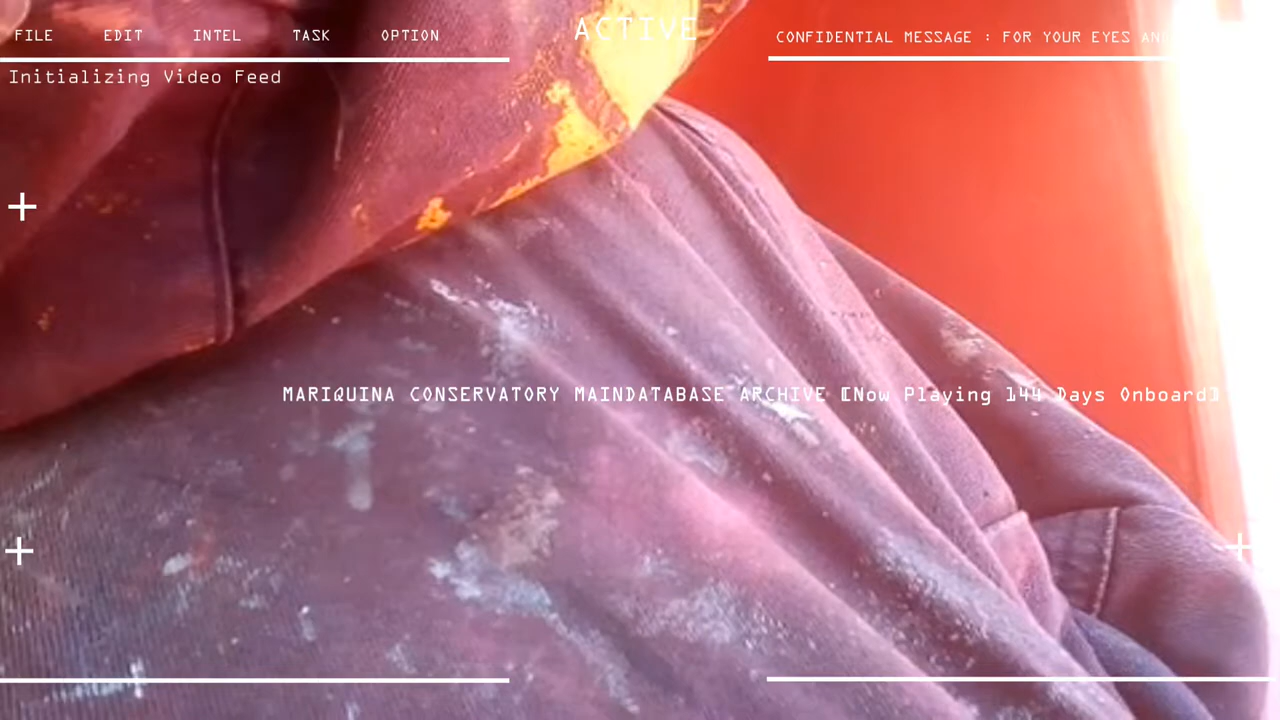 FILE EDIT INTEL TASK OPTION
ACTIVE
CONFIDENTIAL MESSAGE : FOR YOUR EYES AND
Initializing Video Feed
MARIQUINA CONSERVATORY MAINDATABASE ARCHIVE [Now Playing 144 Days Onboard]